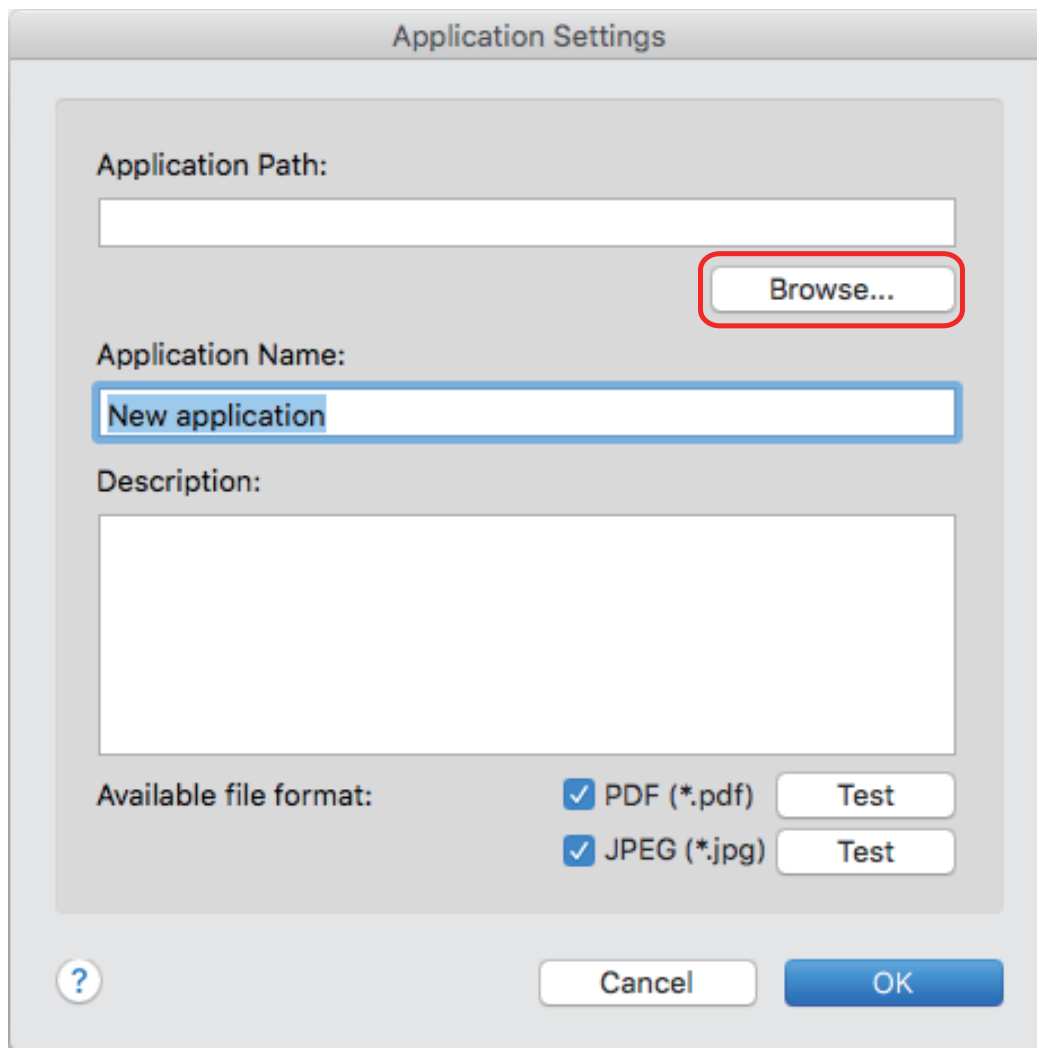 Application Settings
Application Path:
Browse...
Application Name:
New application
Description:
Available file format:
PDF (*.pdf) Test
JPEG (*.jpg) Test
? Cancel OK